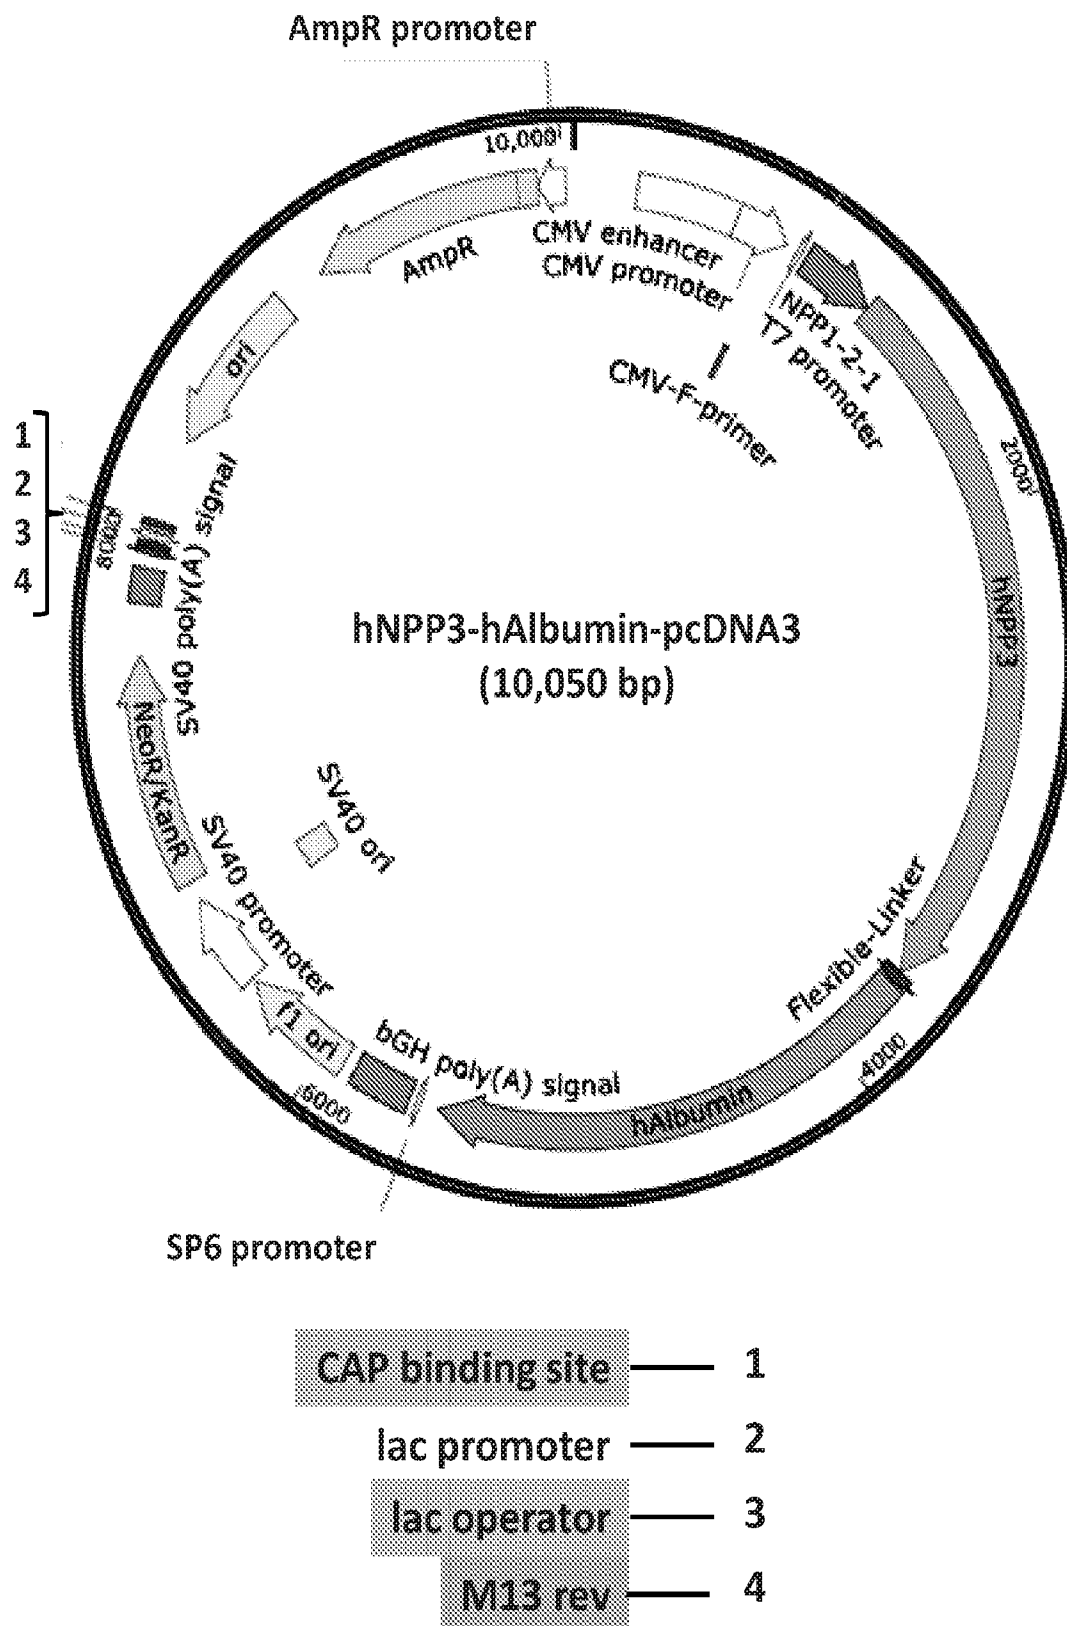 AmpR promoter
10,000
AmpR
CMV enhancer
CMV promoter
NPP1-2-1
T7 promoter
CMV-F-primer
ori
2000
1
2
3
4
8000
SV40 poly(A) signal
hNPP3
hNPP3-hAlbumin-pcDNA3
(10,050 bp)
NeoR/KanR
SV40 ori
SV40 promoter
Flexible-Linker
f1 ori
bGH poly(A) signal
4000
6000
hAlbumin
SP6 promoter
CAP binding site 1
lac promoter 2
lac operator 3
M13 rev 4